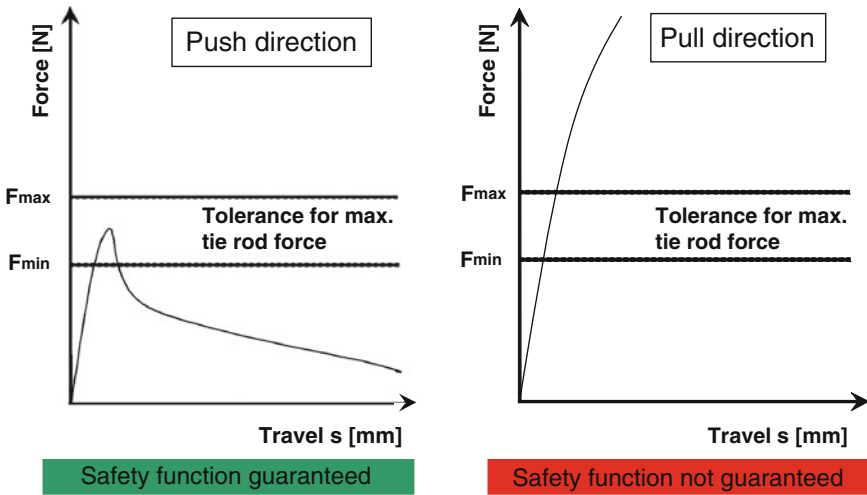 Push direction
Force [N]
Fmax
Tolerance for max.
tie rod force
Fmin
Travel s [mm]
Safety function guaranteed
Pull direction
Force [N]
Fmax
Tolerance for max.
tie rod force
Fmin
Travel s [mm]
Safety function not guaranteed